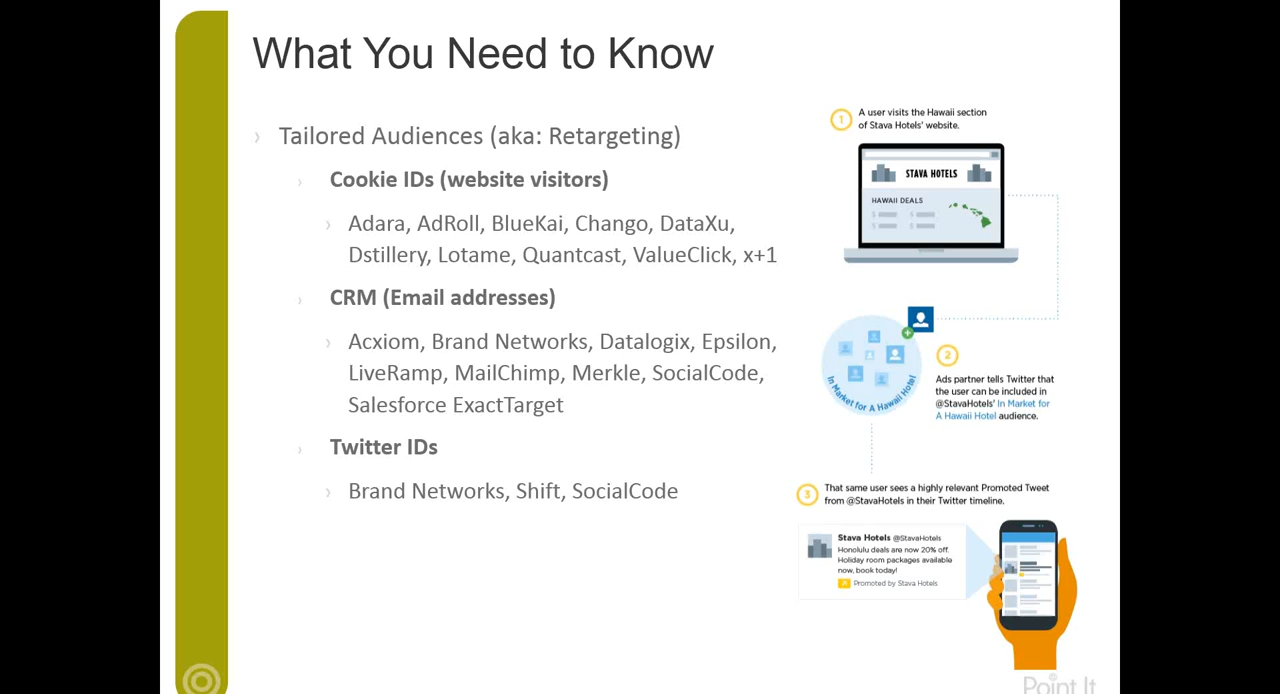 What You Need to Know
Tailored Audiences (aka: Retargeting)
Cookie IDs (website visitors)
Adara, AdRoll, BlueKai, Chango, DataXu,
Dstillery, Lotame, Quantcast, ValueClick, x+1
CRM (Email addresses)
Acxiom, Brand Networks, Datalogix, Epsilon,
LiveRamp, MailChimp, Merkle, SocialCode,
Salesforce ExactTarget
Twitter IDs
Brand Networks, Shift, SocialCode
1
A user visits the Hawaii section
of Stava Hotels' website.
STAVA HOTELS
HAWAII DEALS
$ $
$ $
In Market for A Hawaii Hotel
2
Ads partner tells Twitter that
the user can be included in
@StavaHotels' In Market for
A Hawaii Hotel audience.
3
That same user sees a highly relevant Promoted Tweet
from @StavaHotels in their Twitter timeline.
Stava Hotels @StavaHotels
Honolulu deals are now 20% off.
Holiday room packages available
now, book today!
Promoted by Stava Hotels
Point It